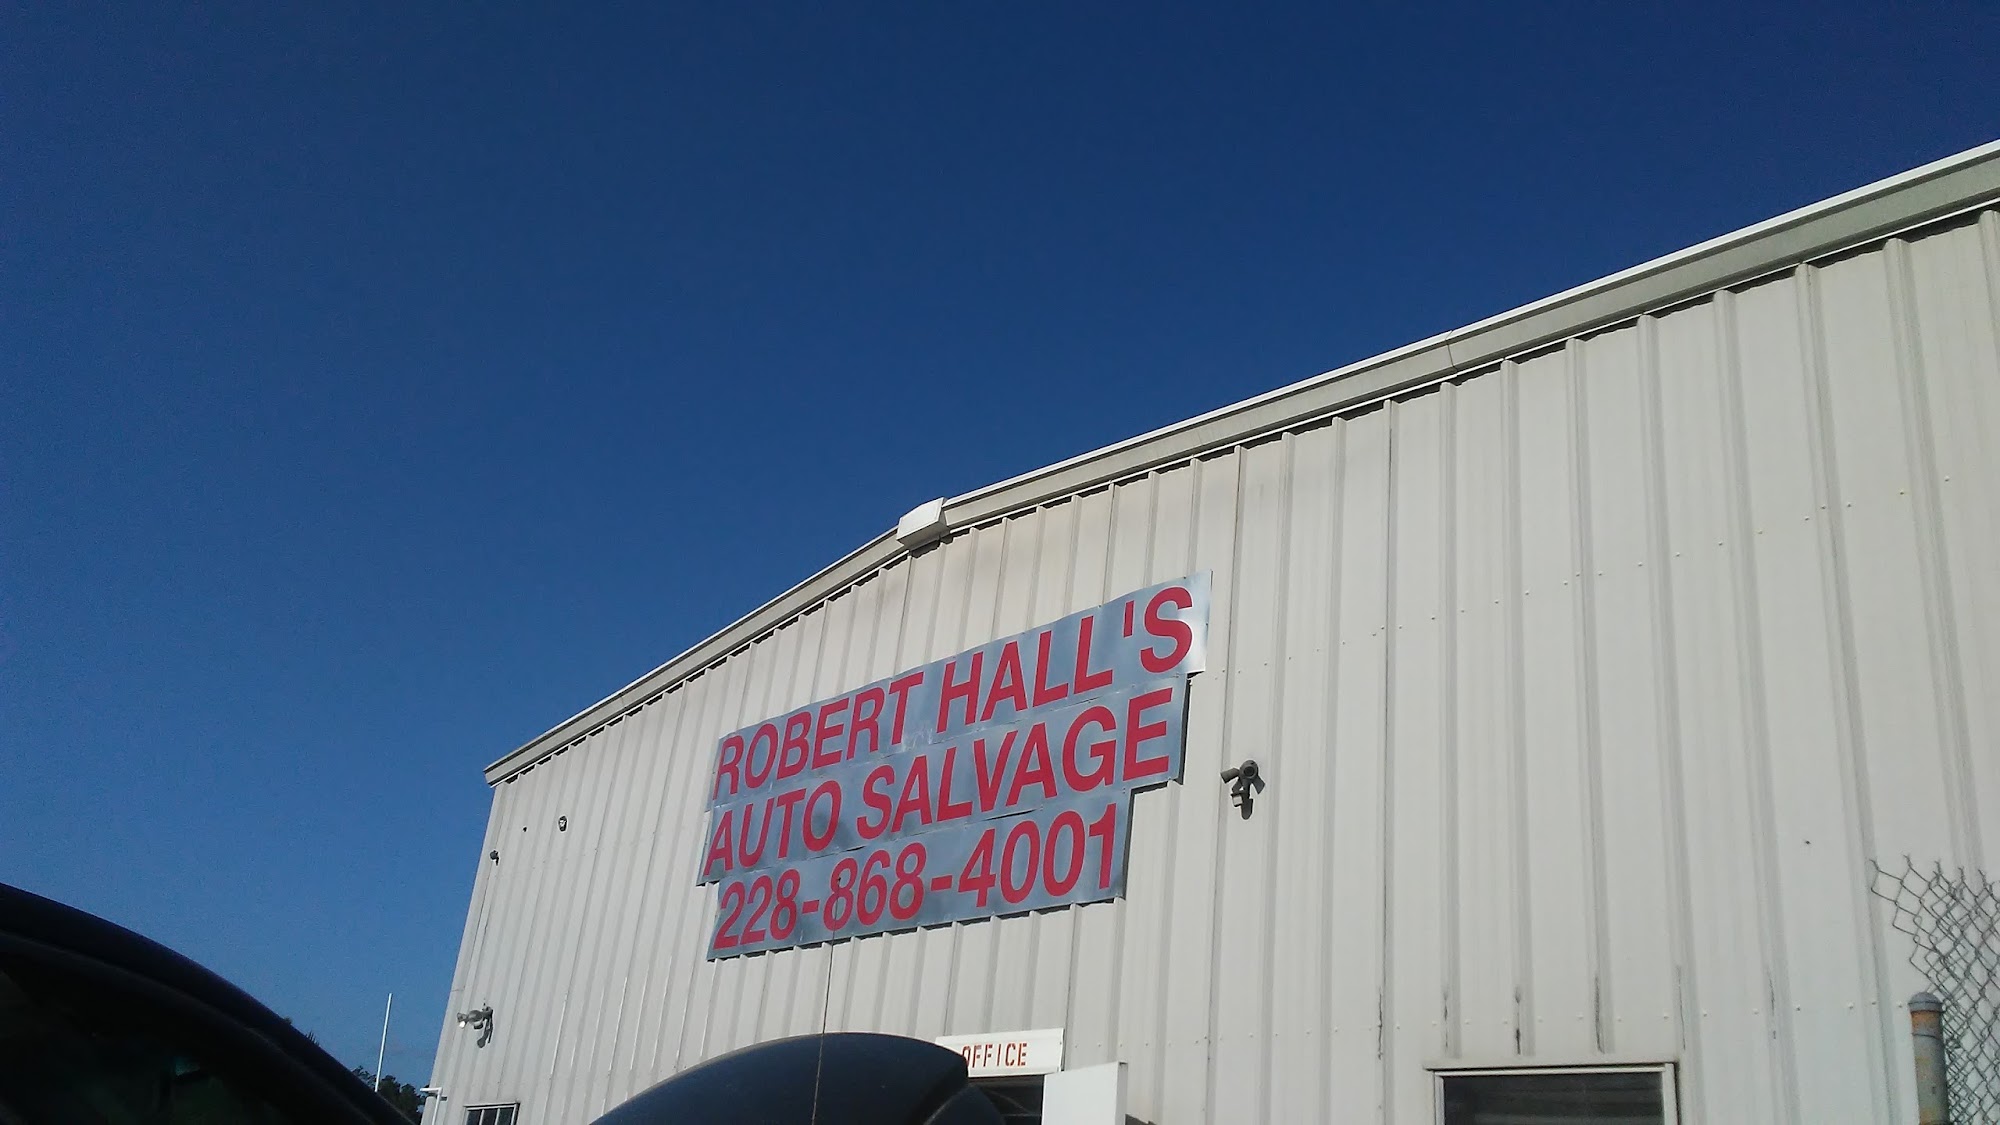 ROBERT HALL'S
AUTO SALVAGE
228-868-4001
OFFICE